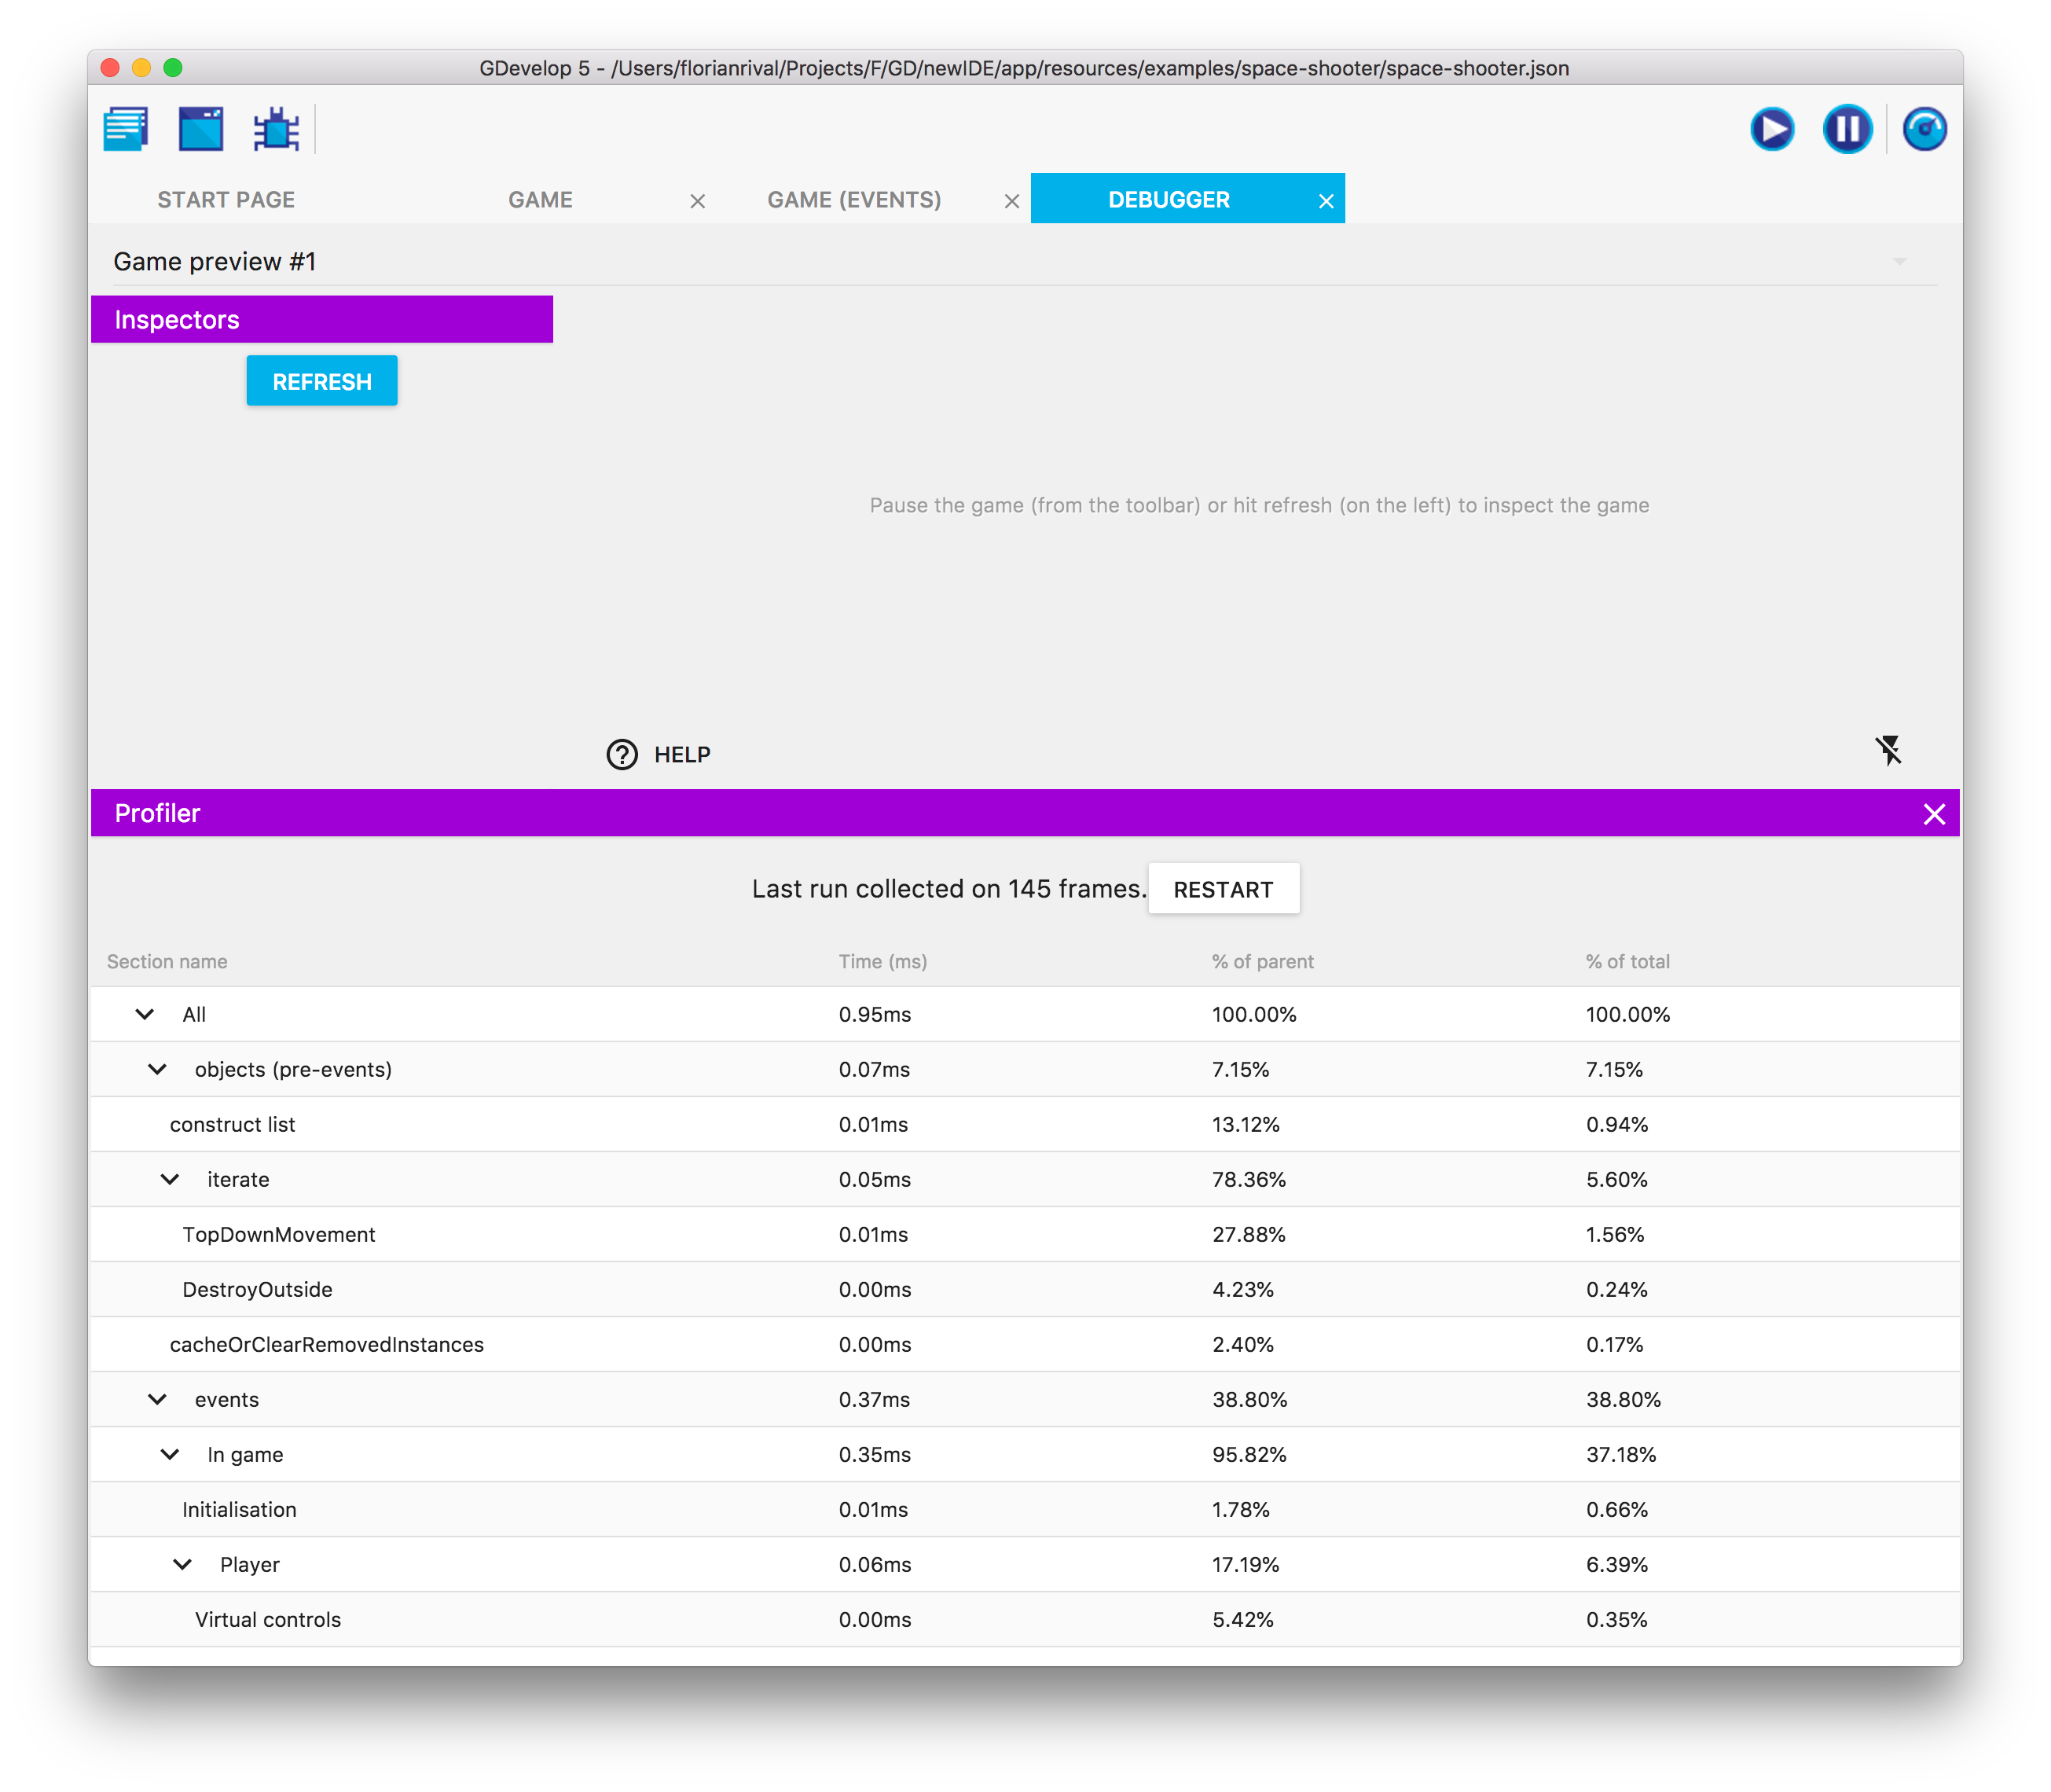 GDevelop 5 - /Users/florianrival/Projects/F/GD/newIDE/app/resources/examples/space-shooter/space-shooter.json
START PAGE GAME GAME (EVENTS) DEBUGGER
Game preview #1
Inspectors
REFRESH
Pause the game (from the toolbar) or hit refresh (on the left) to inspect the game
HELP
Profiler
Last run collected on 145 frames. RESTART
Section name Time (ms) % of parent % of total
All 0.95ms 100.00% 100.00%
objects (pre-events) 0.07ms 7.15% 7.15%
construct list 0.01ms 13.12% 0.94%
iterate 0.05ms 78.36% 5.60%
TopDownMovement 0.01ms 27.88% 1.56%
DestroyOutside 0.00ms 4.23% 0.24%
cacheOrClearRemovedInstances 0.00ms 2.40% 0.17%
events 0.37ms 38.80% 38.80%
In game 0.35ms 95.82% 37.18%
Initialisation 0.01ms 1.78% 0.66%
Player 0.06ms 17.19% 6.39%
Virtual controls 0.00ms 5.42% 0.35%